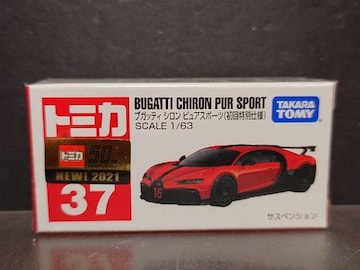 BUGATTI CHIRON PUR SPORT
ブガッティ シロン ピュアスポーツ(初回特別仕様)
SCALE 1/63
TAKARA
TOMY
トミカ
トミカ 50th
NEW! 2021
37
16
サスペンション